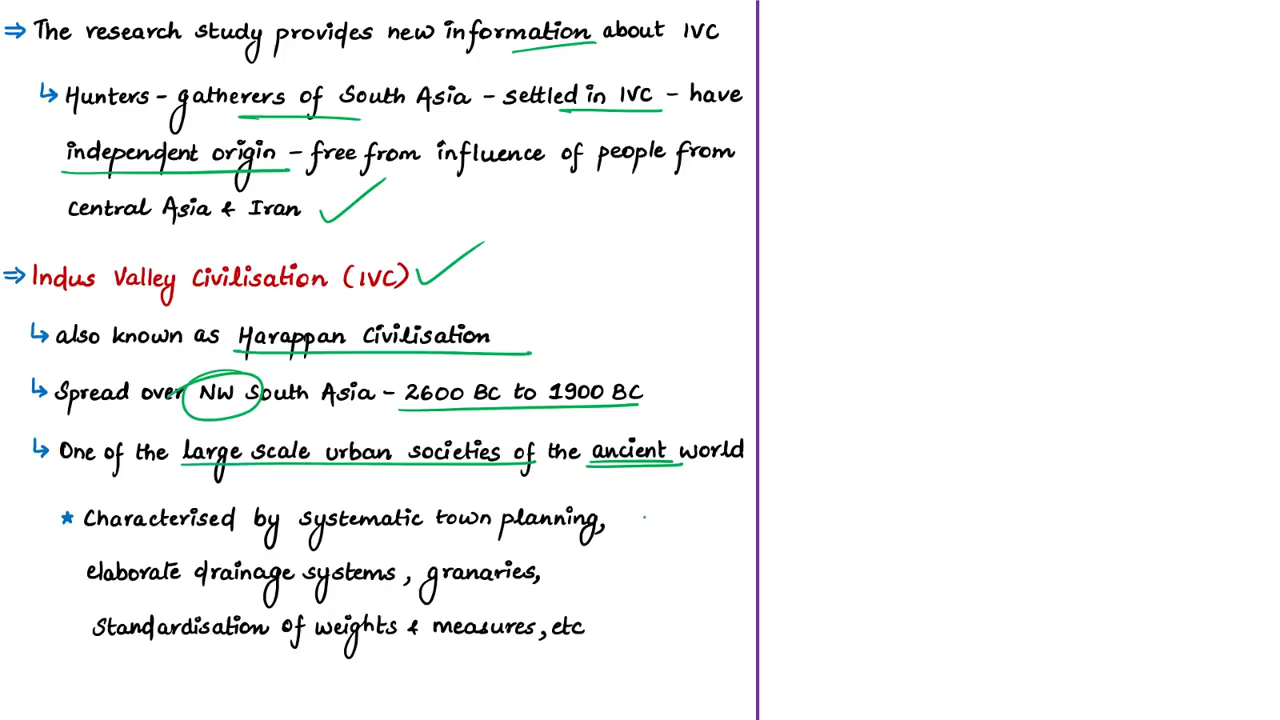 ⇒ The research study provides new information about IVC
↳ Hunters - gatherers of South Asia - settled in IVC - have
independent origin - free from influence of people from
central Asia & Iran
⇒ Indus Valley Civilisation (IVC)
↳ also known as Harappan Civilisation
↳ Spread over NW South Asia - 2600 BC to 1900 BC
↳ One of the large scale urban societies of the ancient world
* Characterised by systematic town planning,
elaborate drainage systems, granaries,
Standardisation of weights & measures, etc